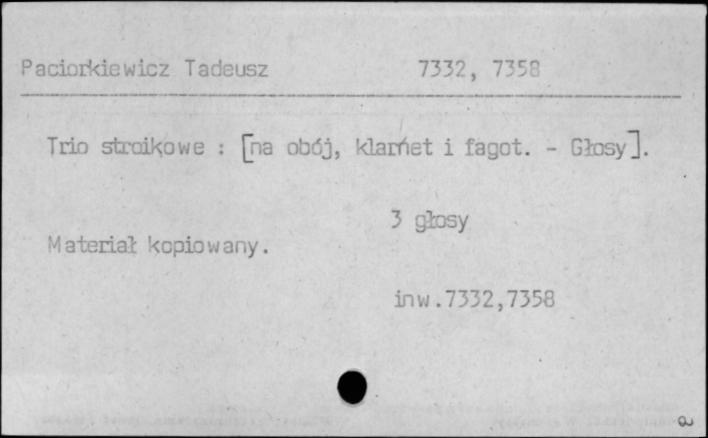 Paciorkiewicz Tadeusz 7332, 7358
Trio stroikowe : [na obój, klarnet i fagot. - Głosy].
3 głosy
Materiał kopiowany.
inw.7332,7358